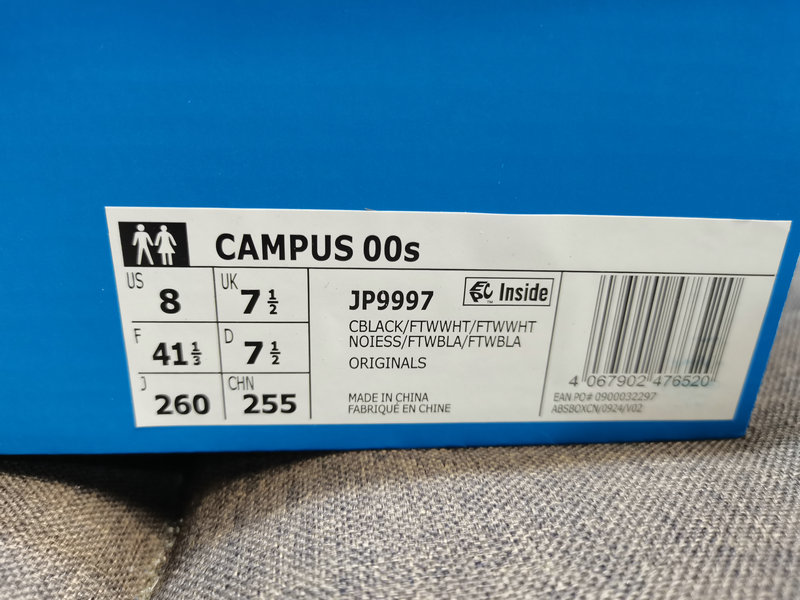 CAMPUS 00s
US 8 UK 7 1/2
F 41 1/3 D 7 1/2
J 260 CHN 255
JP9997
Inside
CBLACK/FTWWHT/FTWWHT
NOIESS/FTWBLA/FTWBLA
ORIGINALS
MADE IN CHINA
FABRIQUÉ EN CHINE
4 067902 476520
EAN PO# 0900032297
ABSBOXCN/0924/V02